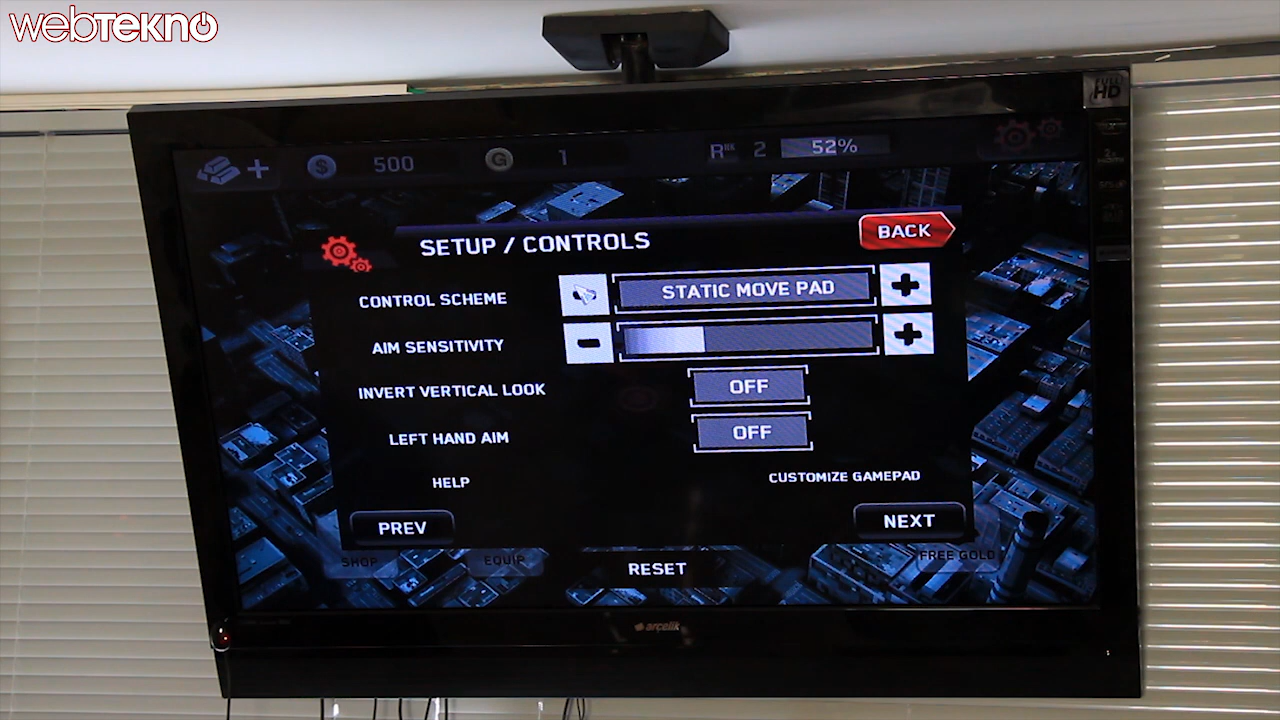 webTEKNO
HD
500
G
1
2
52%
SETUP / CONTROLS
BACK
CONTROL SCHEME
STATIC MOVE PAD
AIM SENSITIVITY
INVERT VERTICAL LOOK
OFF
LEFT HAND AIM
OFF
HELP
CUSTOMIZE GAMEPAD
PREV
NEXT
SHOP
EQUIP
FREE GOLD
RESET
arçelik